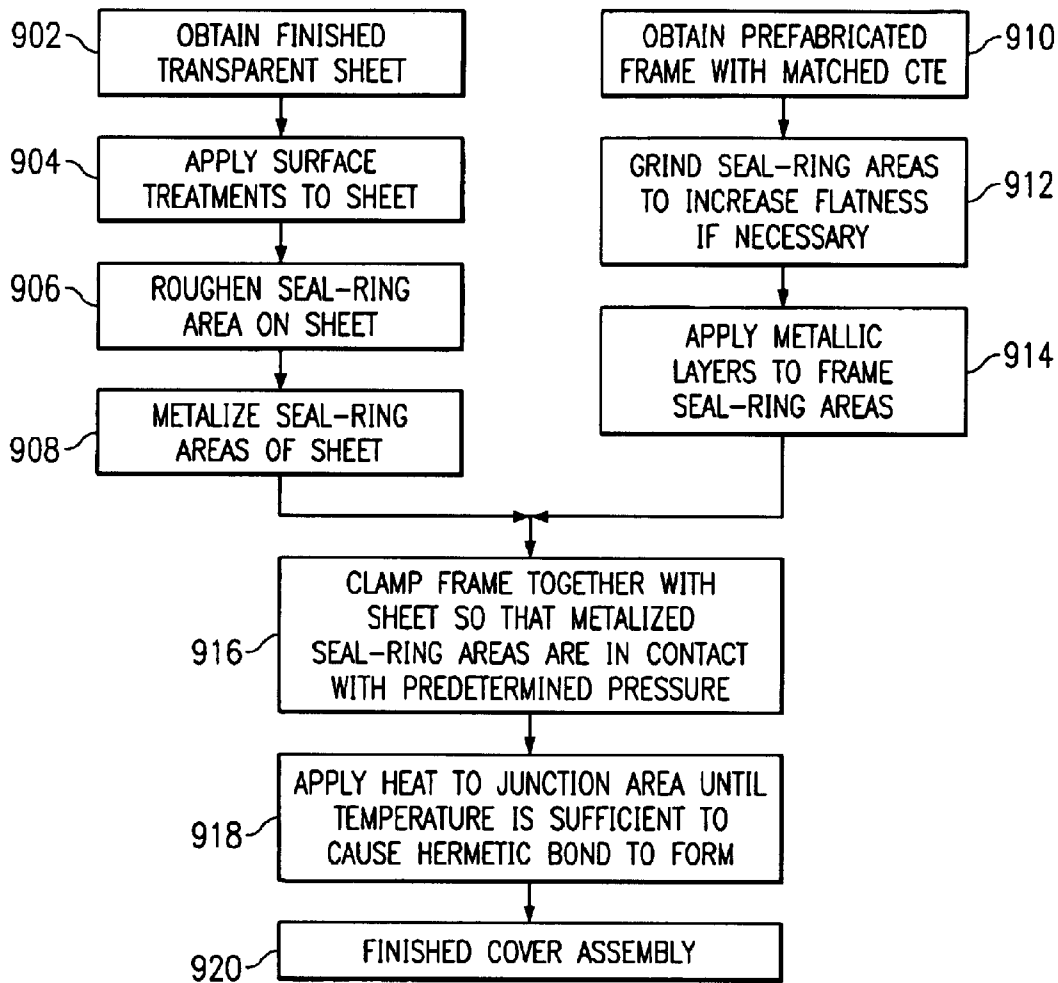 902
OBTAIN FINISHED
TRANSPARENT SHEET
904
APPLY SURFACE
TREATMENTS TO SHEET
906
ROUGHEN SEAL-RING
AREA ON SHEET
908
METALIZE SEAL-RING
AREAS OF SHEET
910
OBTAIN PREFABRICATED
FRAME WITH MATCHED CTE
912
GRIND SEAL-RING AREAS
TO INCREASE FLATNESS
IF NECESSARY
914
APPLY METALLIC
LAYERS TO FRAME
SEAL-RING AREAS
916
CLAMP FRAME TOGETHER WITH
SHEET SO THAT METALIZED
SEAL-RING AREAS ARE IN CONTACT
WITH PREDETERMINED PRESSURE
918
APPLY HEAT TO JUNCTION AREA UNTIL
TEMPERATURE IS SUFFICIENT TO
CAUSE HERMETIC BOND TO FORM
920
FINISHED COVER ASSEMBLY